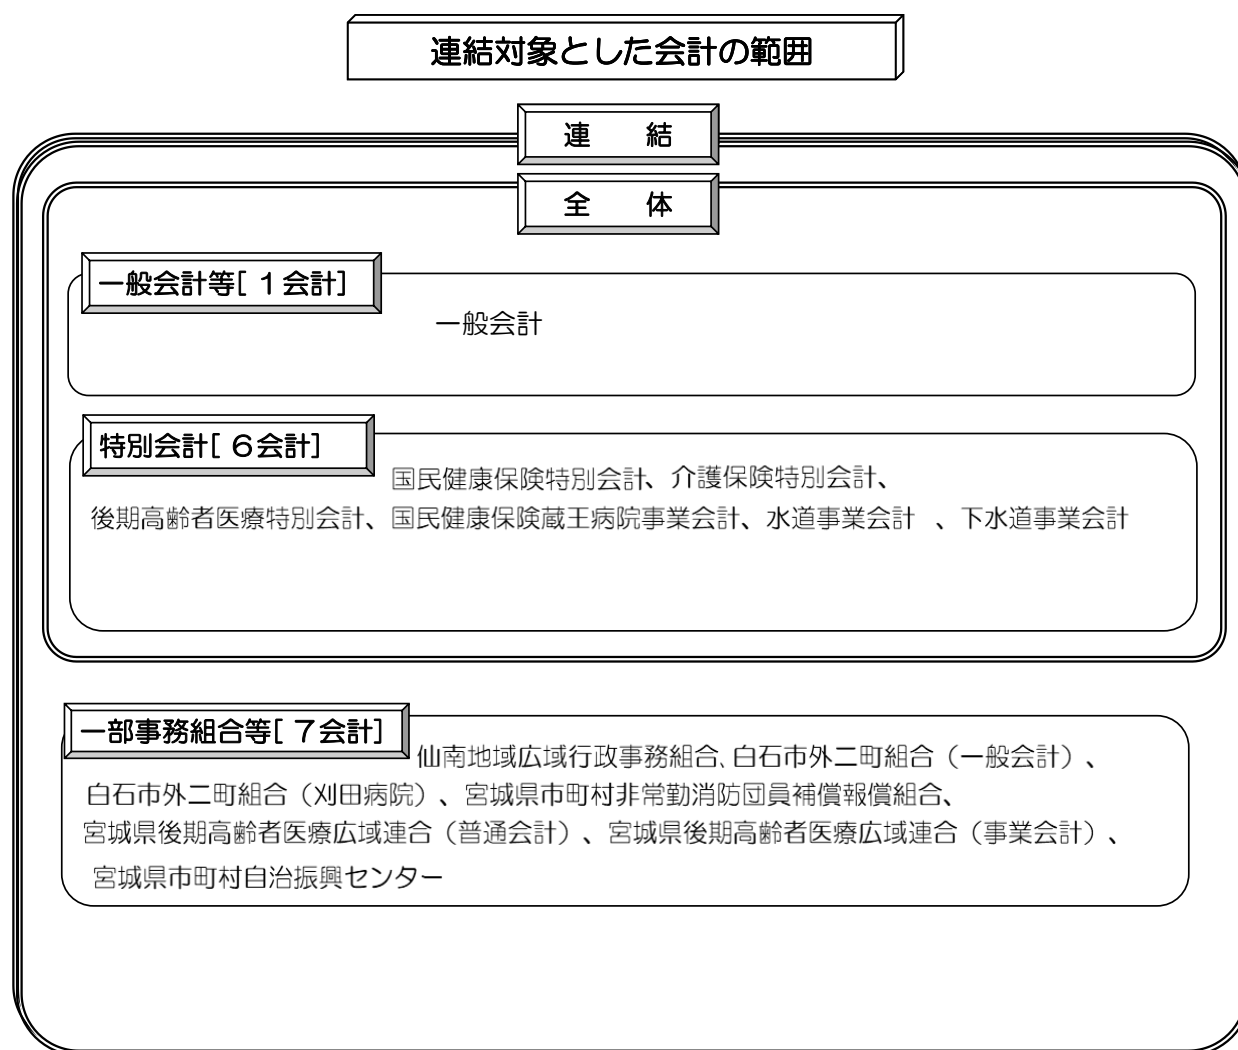 連結対象とした会計の範囲
連　　結
全　　体
一般会計等[ １会計]
一般会計
特別会計[ ６会計]
国民健康保険特別会計、介護保険特別会計、
後期高齢者医療特別会計、国民健康保険蔵王病院事業会計、水道事業会計　、下水道事業会計
一部事務組合等[ ７会計]
仙南地域広域行政事務組合、白石市外二町組合（一般会計）、
白石市外二町組合（刈田病院）、宮城県市町村非常勤消防団員補償報償組合、
宮城県後期高齢者医療広域連合（普通会計）、宮城県後期高齢者医療広域連合（事業会計）、
宮城県市町村自治振興センター